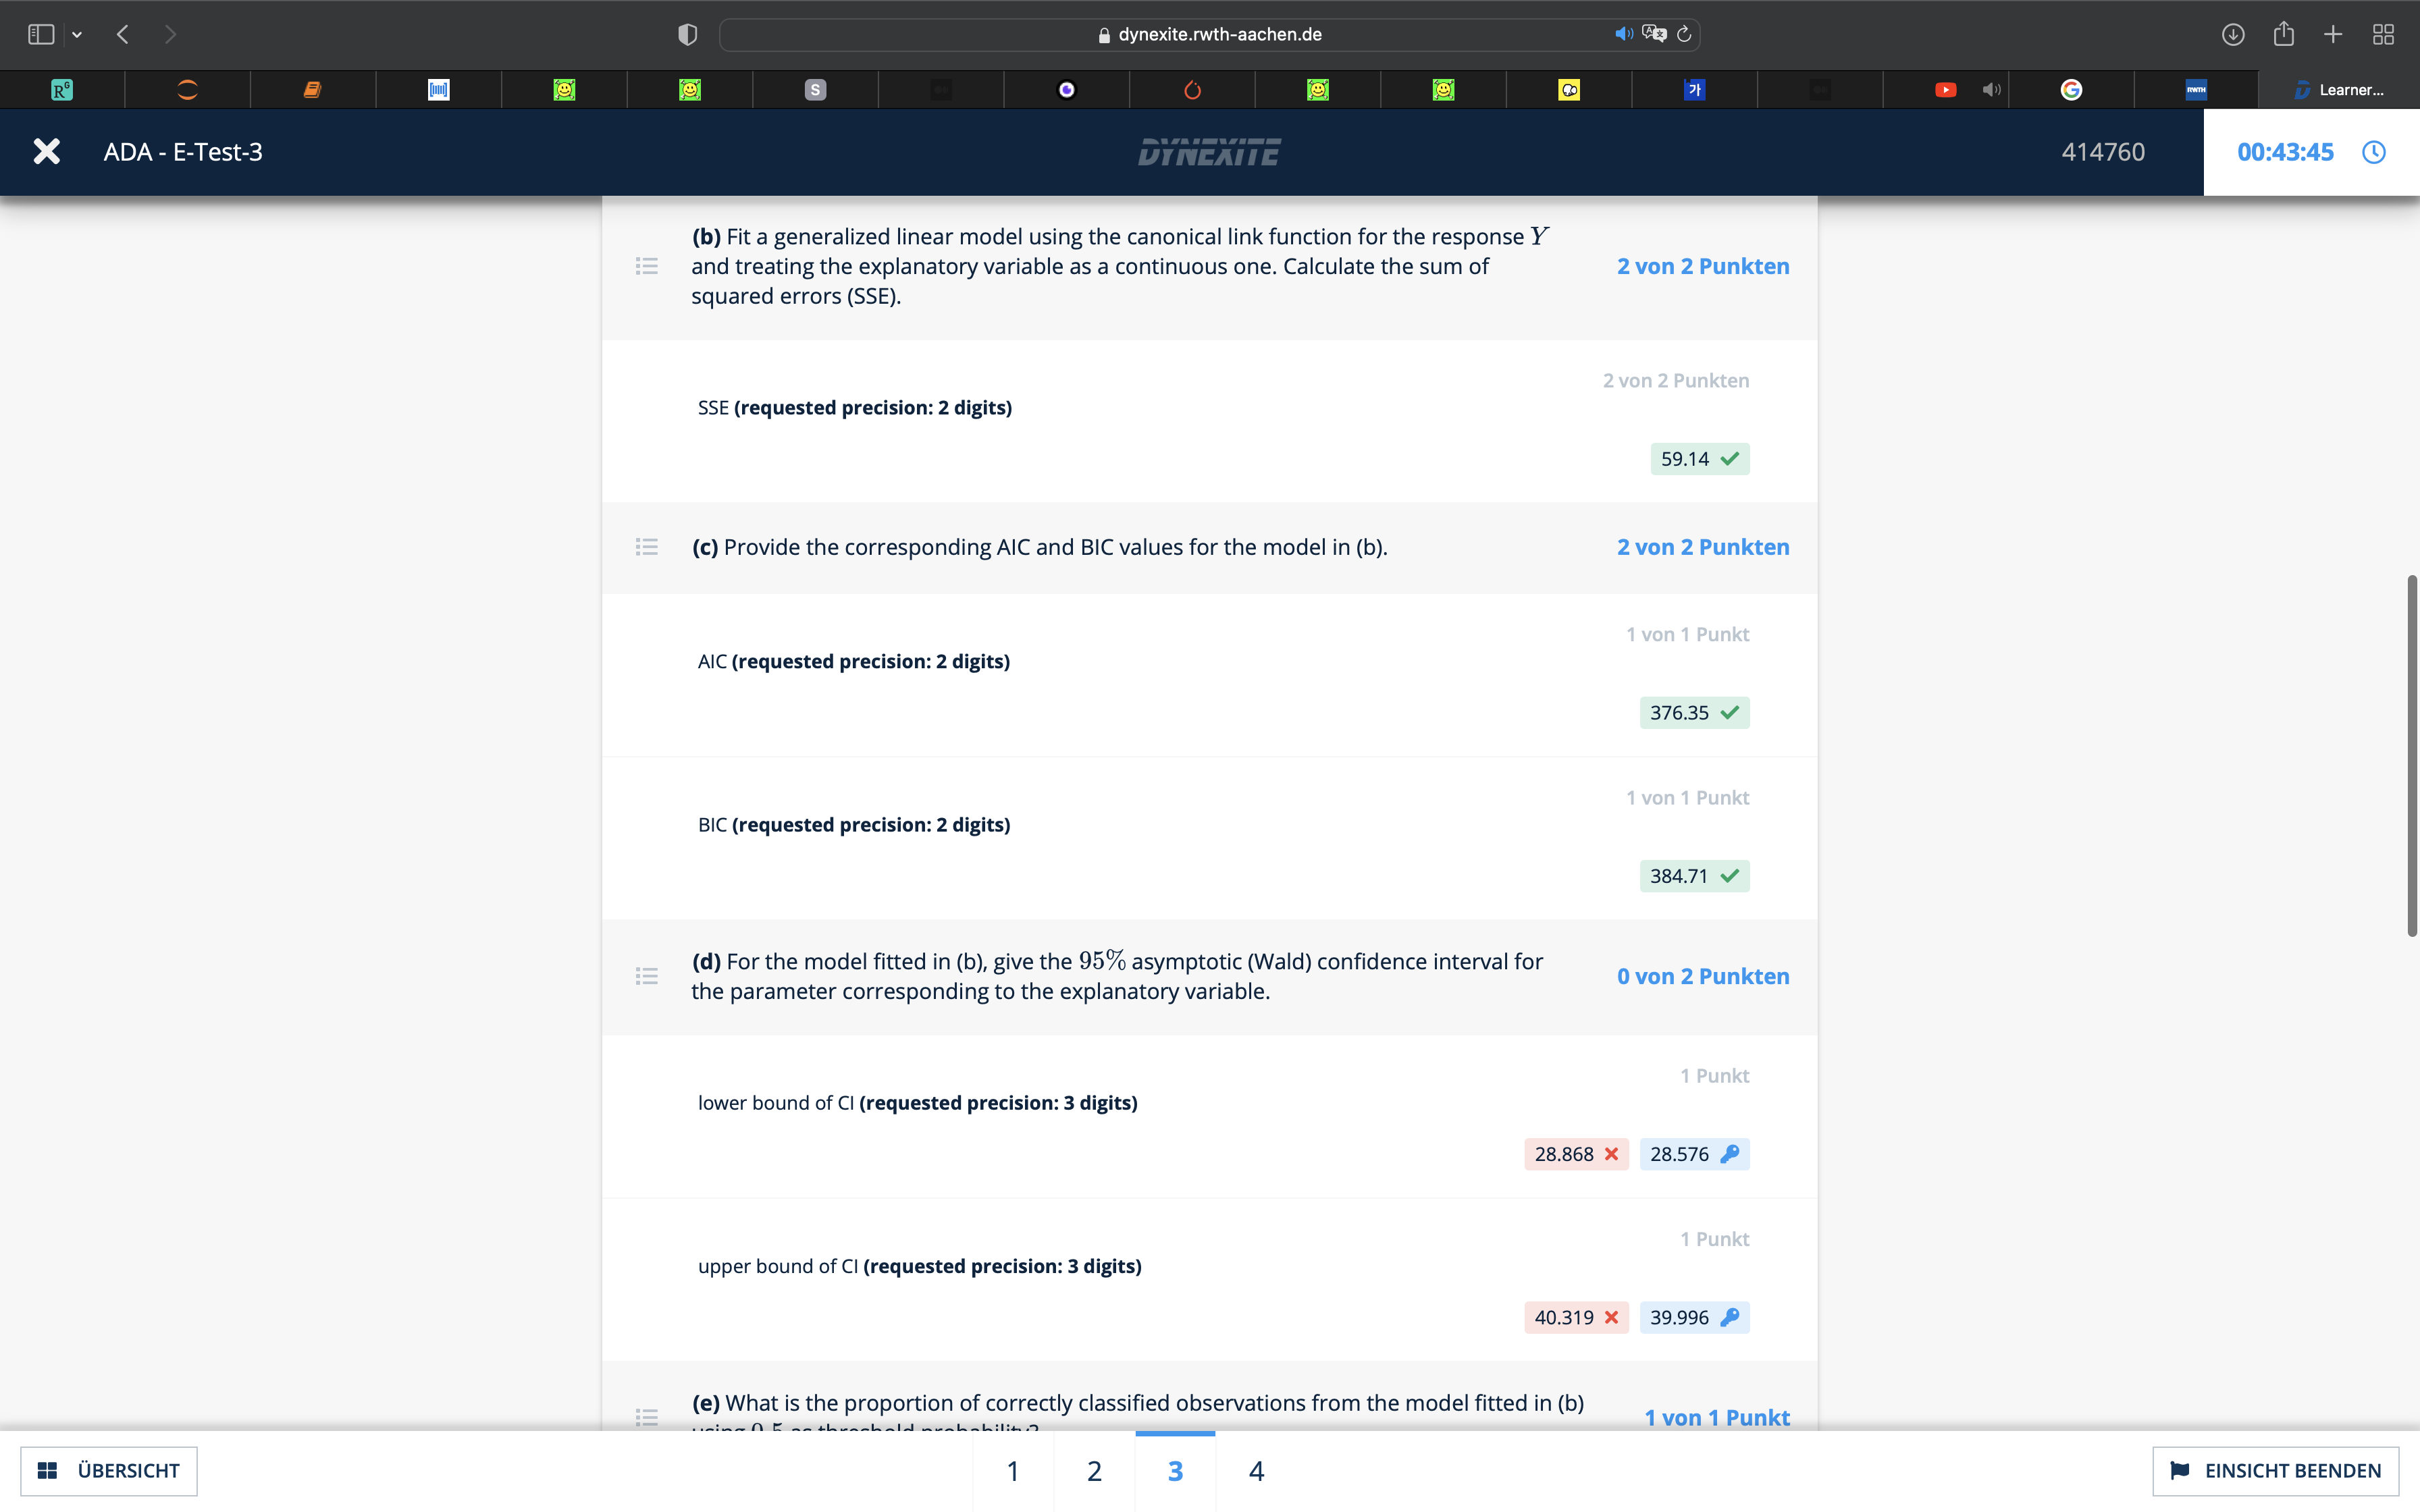 dynexite.rwth-aachen.de
Learner...
ADA - E-Test-3
DYNEXITE
414760
00:43:45
(b) Fit a generalized linear model using the canonical link function for the response Y
and treating the explanatory variable as a continuous one. Calculate the sum of
squared errors (SSE).
2 von 2 Punkten
2 von 2 Punkten
SSE (requested precision: 2 digits)
59.14
(c) Provide the corresponding AIC and BIC values for the model in (b).
2 von 2 Punkten
1 von 1 Punkt
AIC (requested precision: 2 digits)
376.35
1 von 1 Punkt
BIC (requested precision: 2 digits)
384.71
(d) For the model fitted in (b), give the 95% asymptotic (Wald) confidence interval for
the parameter corresponding to the explanatory variable.
0 von 2 Punkten
1 Punkt
lower bound of CI (requested precision: 3 digits)
28.868 28.576
1 Punkt
upper bound of CI (requested precision: 3 digits)
40.319 39.996
(e) What is the proportion of correctly classified observations from the model fitted in (b)
using 0.5 as threshold probability?
1 von 1 Punkt
ÜBERSICHT
1 2 3 4
EINSICHT BEENDEN